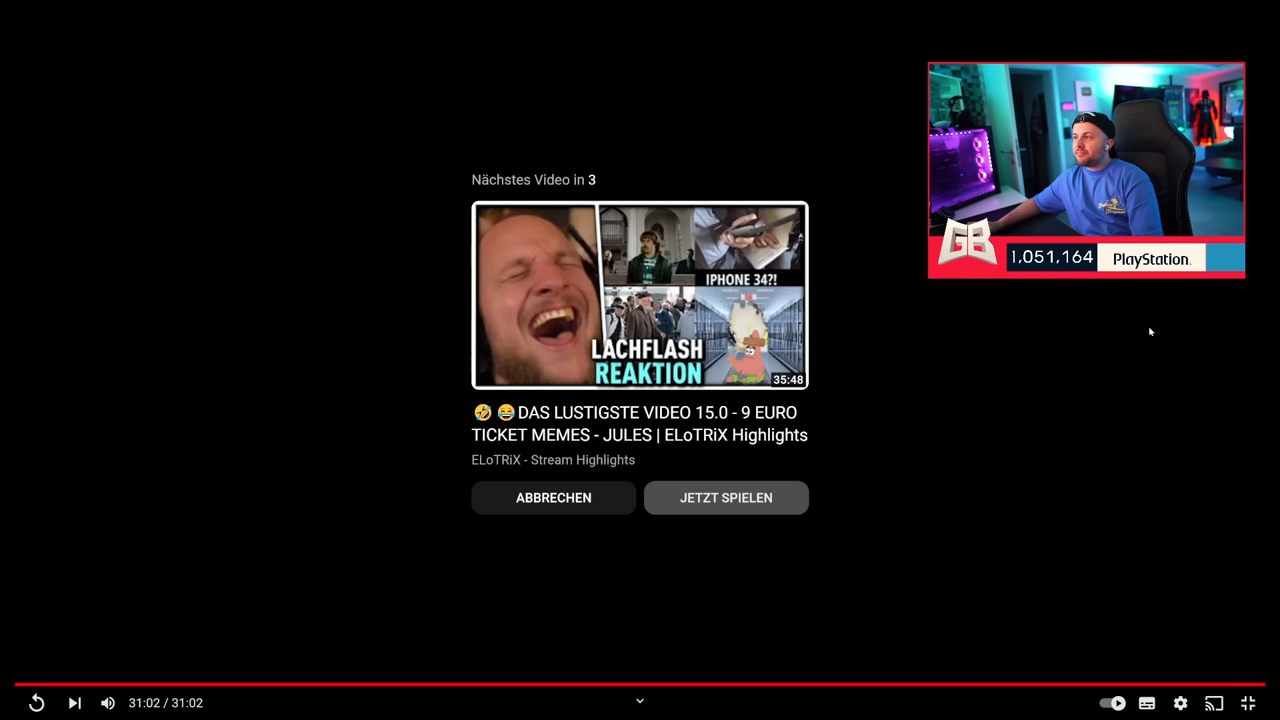 Nächstes Video in 3
IPHONE 34?!
LACHFLASH
REAKTION
35:48
🤣 😂DAS LUSTIGSTE VIDEO 15.0 - 9 EURO
TICKET MEMES - JULES | ELoTRiX Highlights
ELoTRiX - Stream Highlights
ABBRECHEN
JETZT SPIELEN
GB
1,051,164
PlayStation.
31:02 / 31:02